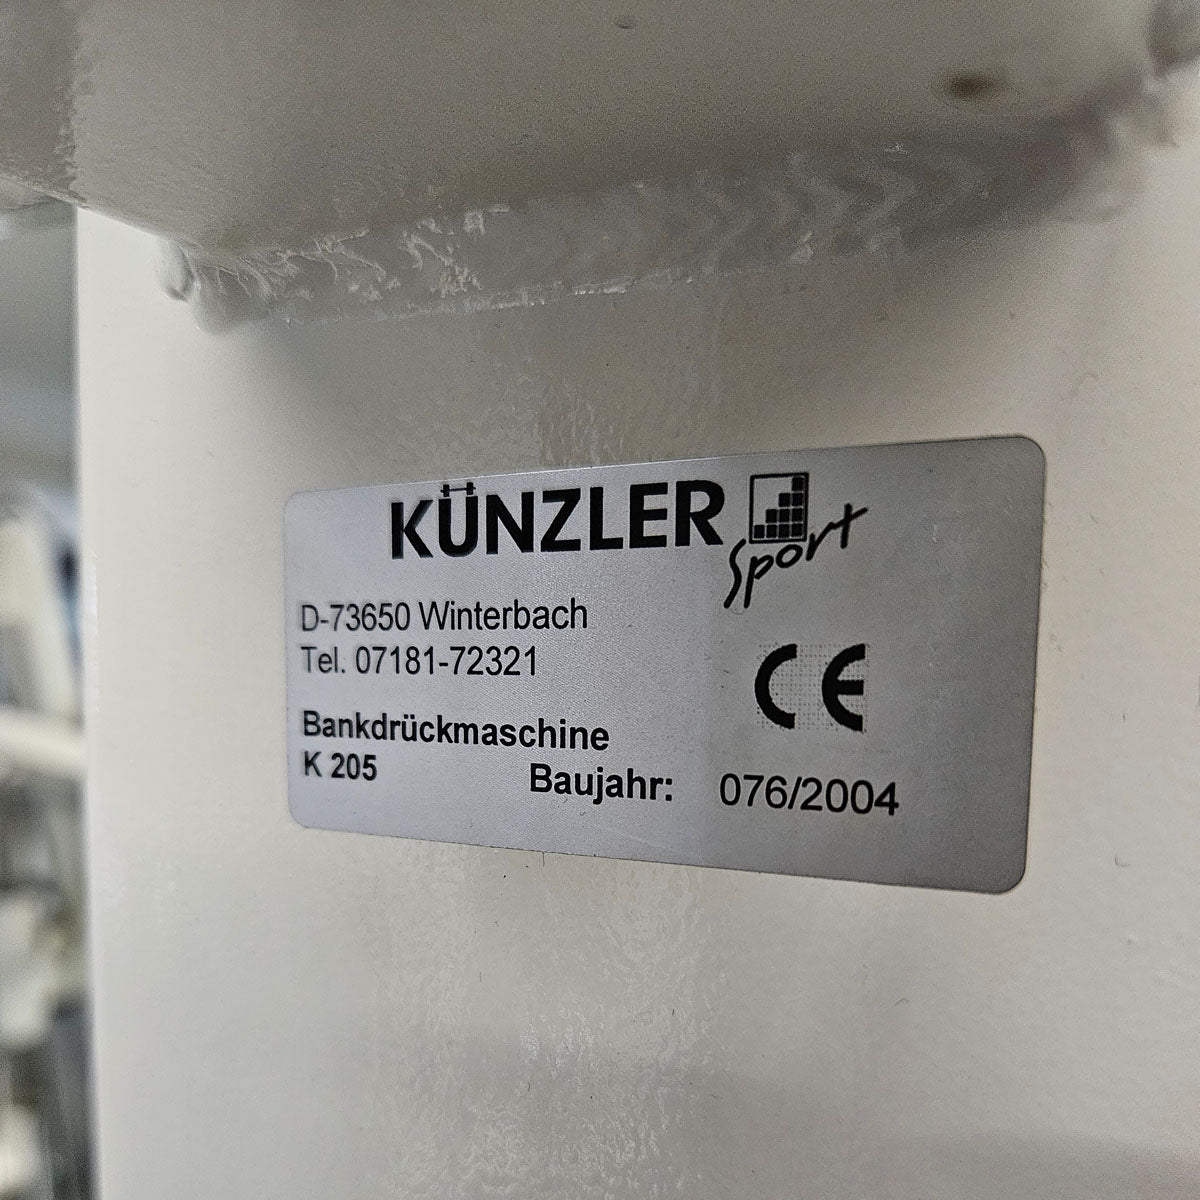 KÜNZLER Sport
D-73650 Winterbach
Tel. 07181-72321
CE
Bankdrückmaschine
K 205
Baujahr: 076/2004